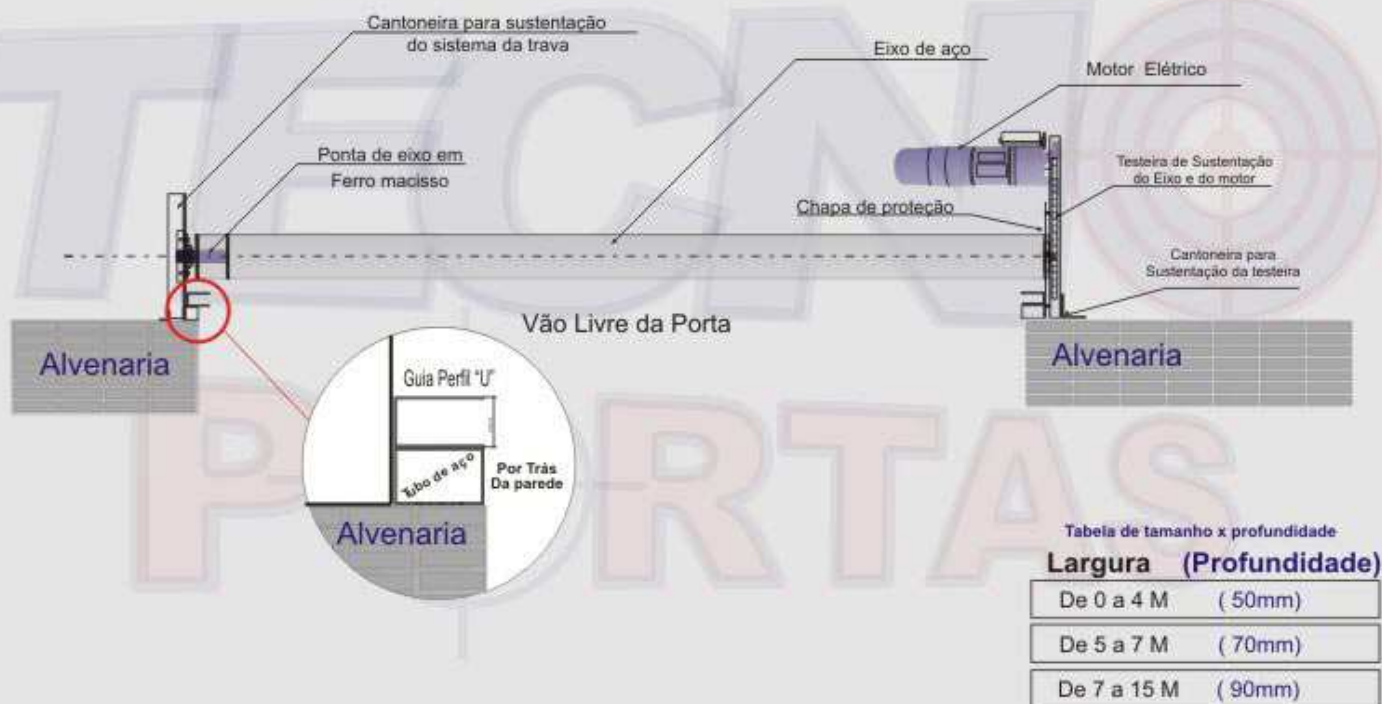 Cantoneira para sustentação
do sistema da trava
Eixo de aço
Motor Elétrico
Ponta de eixo em
Ferro macisso
Testeira de Sustentação
do Eixo e do motor
Chapa de proteção
Cantoneira para
Sustentação da testeira
Vão Livre da Porta
Alvenaria
Alvenaria
Guia Perfil "U"
Tubo de aço
Por Trás
Da parede
Alvenaria
TECNO
PORTAS
Tabela de tamanho x profundidade
Largura (Profundidade)
De 0 a 4 M ( 50mm)
De 5 a 7 M ( 70mm)
De 7 a 15 M ( 90mm)